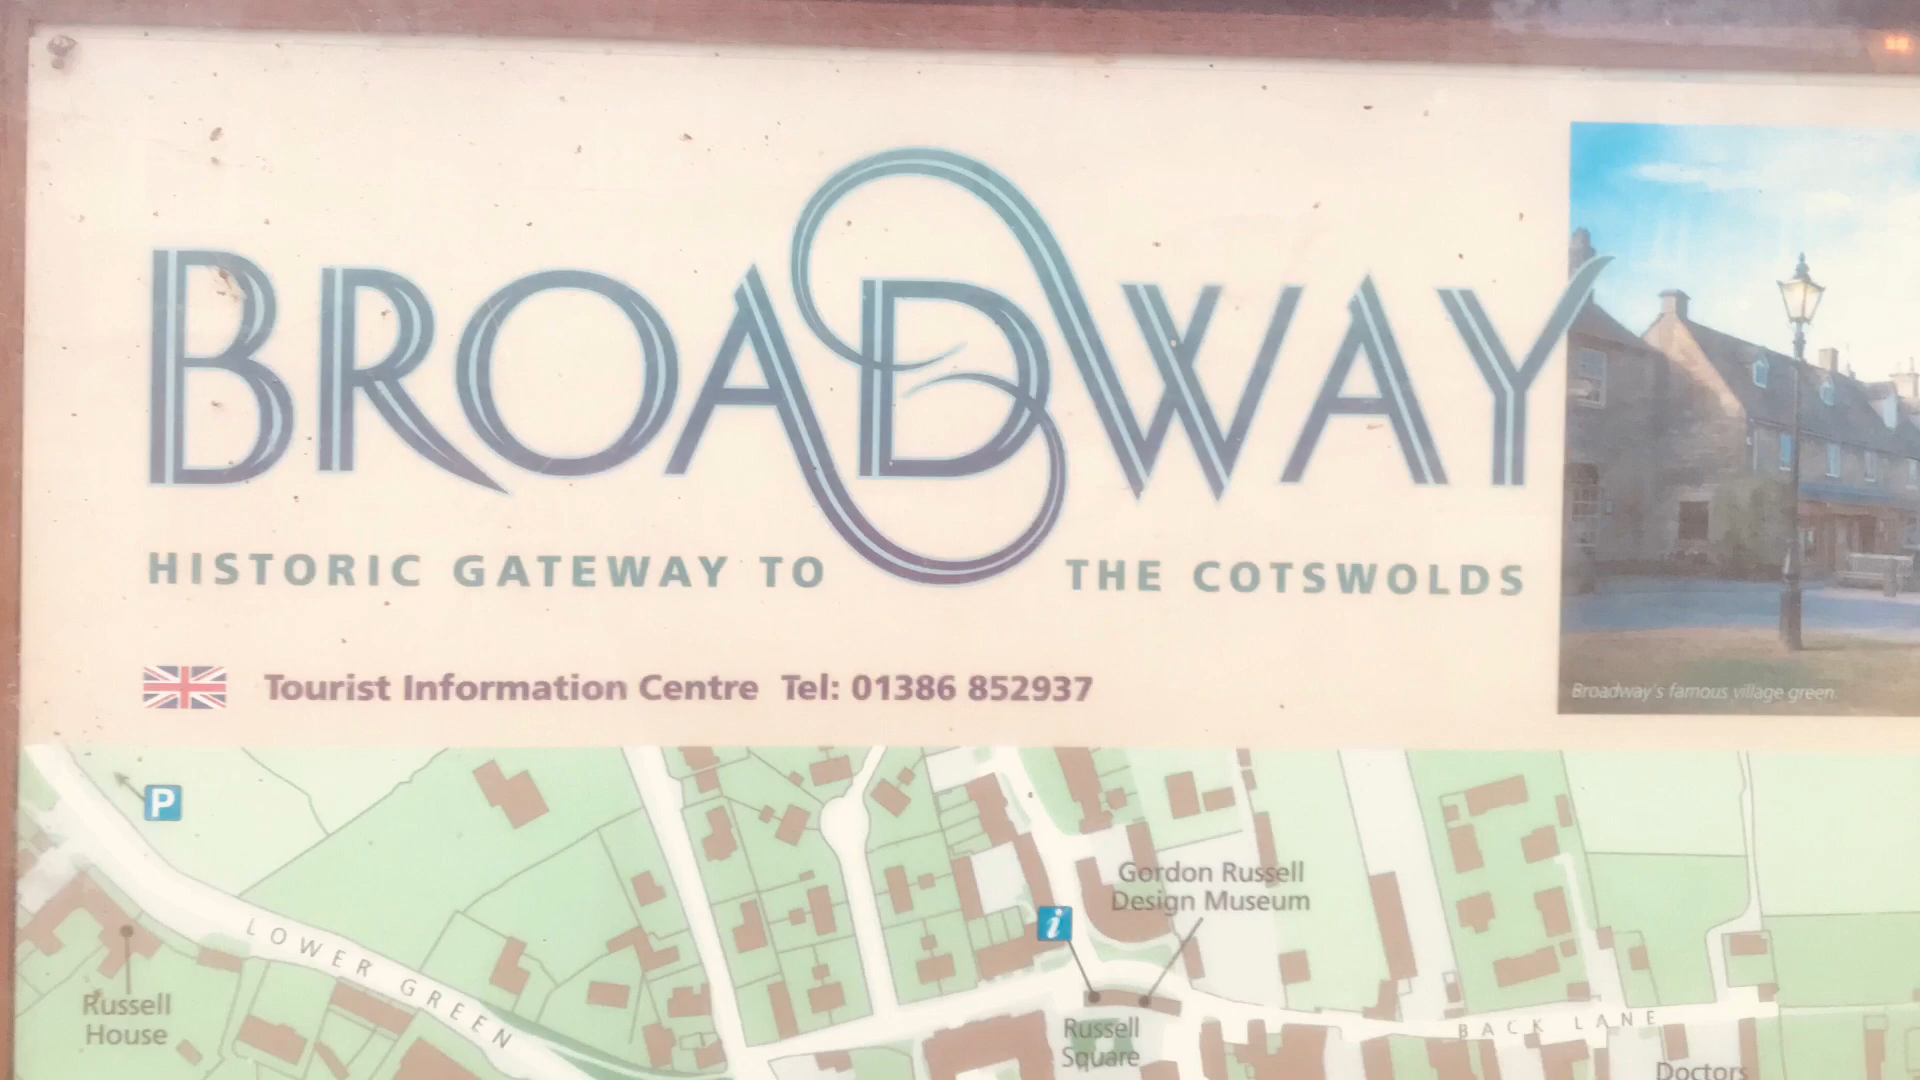 BROADWAY
HISTORIC GATEWAY TO THE COTSWOLDS
Tourist Information Centre Tel: 01386 852937
Broadway's famous village green.
P
Gordon Russell
Design Museum
i
LOWER GREEN
Russell
House
Russell
Square
BACK LANE
Doctors